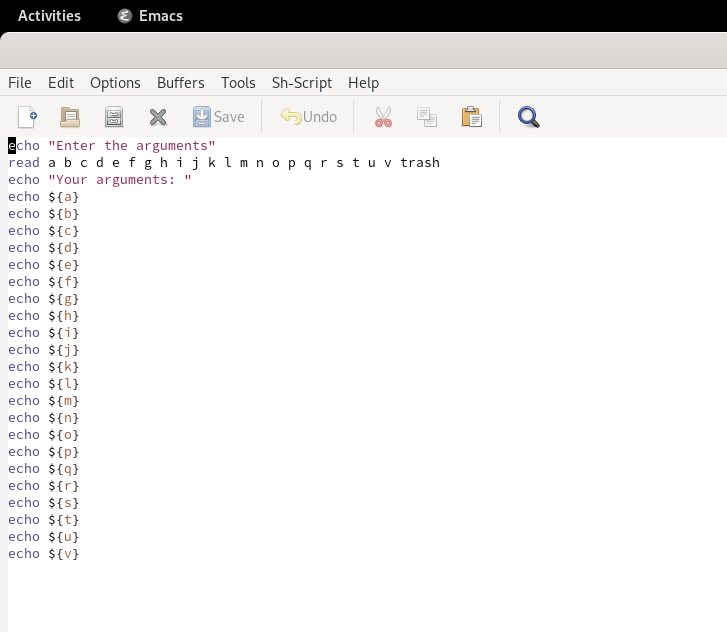 Activities Emacs
File Edit Options Buffers Tools Sh-Script Help
Save Undo
echo "Enter the arguments"
read a b c d e f g h i j k l m n o p q r s t u v trash
echo "Your arguments: "
echo ${a}
echo ${b}
echo ${c}
echo ${d}
echo ${e}
echo ${f}
echo ${g}
echo ${h}
echo ${i}
echo ${j}
echo ${k}
echo ${l}
echo ${m}
echo ${n}
echo ${o}
echo ${p}
echo ${q}
echo ${r}
echo ${s}
echo ${t}
echo ${u}
echo ${v}